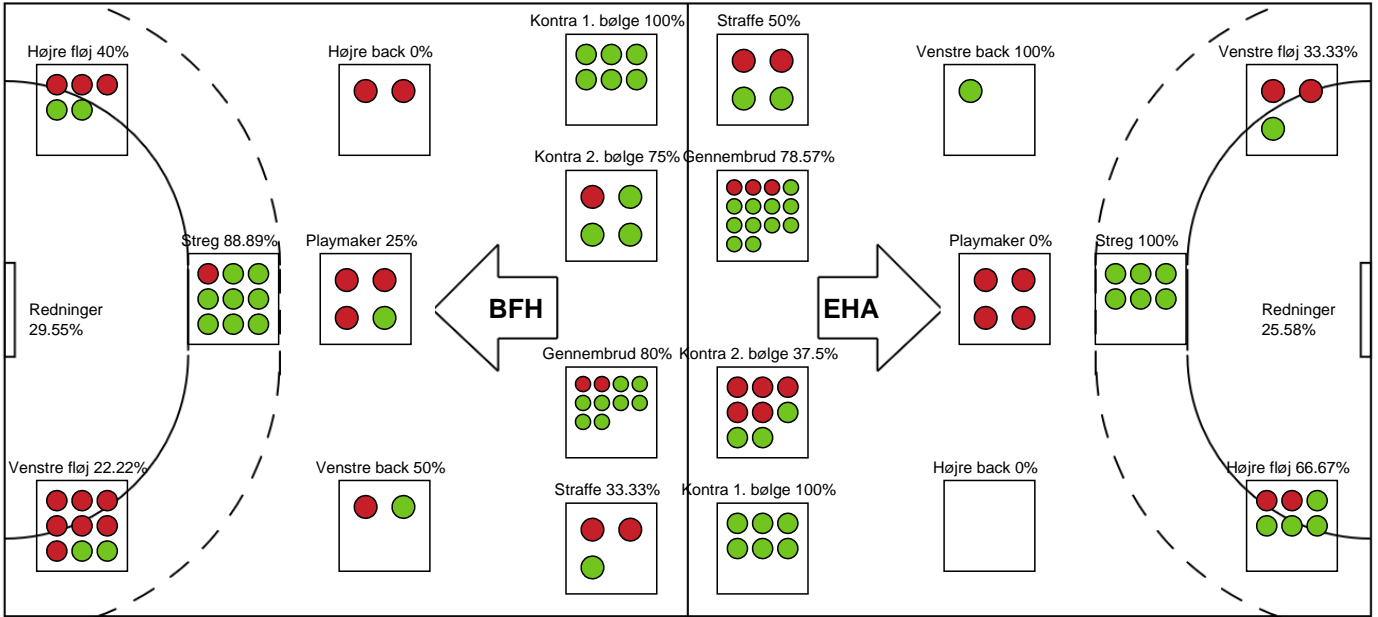 Kontra 1. bølge 100%
Straffe 50%
Højre fløj 40%
Højre back 0%
Venstre back 100%
Venstre fløj 33.33%
Kontra 2. bølge 75%
Gennembrud 78.57%
Streg 88.89%
Playmaker 25%
Playmaker 0%
Streg 100%
Redninger
29.55%
BFH
EHA
Redninger
25.58%
Gennembrud 80%
Kontra 2. bølge 37.5%
Venstre fløj 22.22%
Venstre back 50%
Højre back 0%
Højre fløj 66.67%
Straffe 33.33%
Kontra 1. bølge 100%